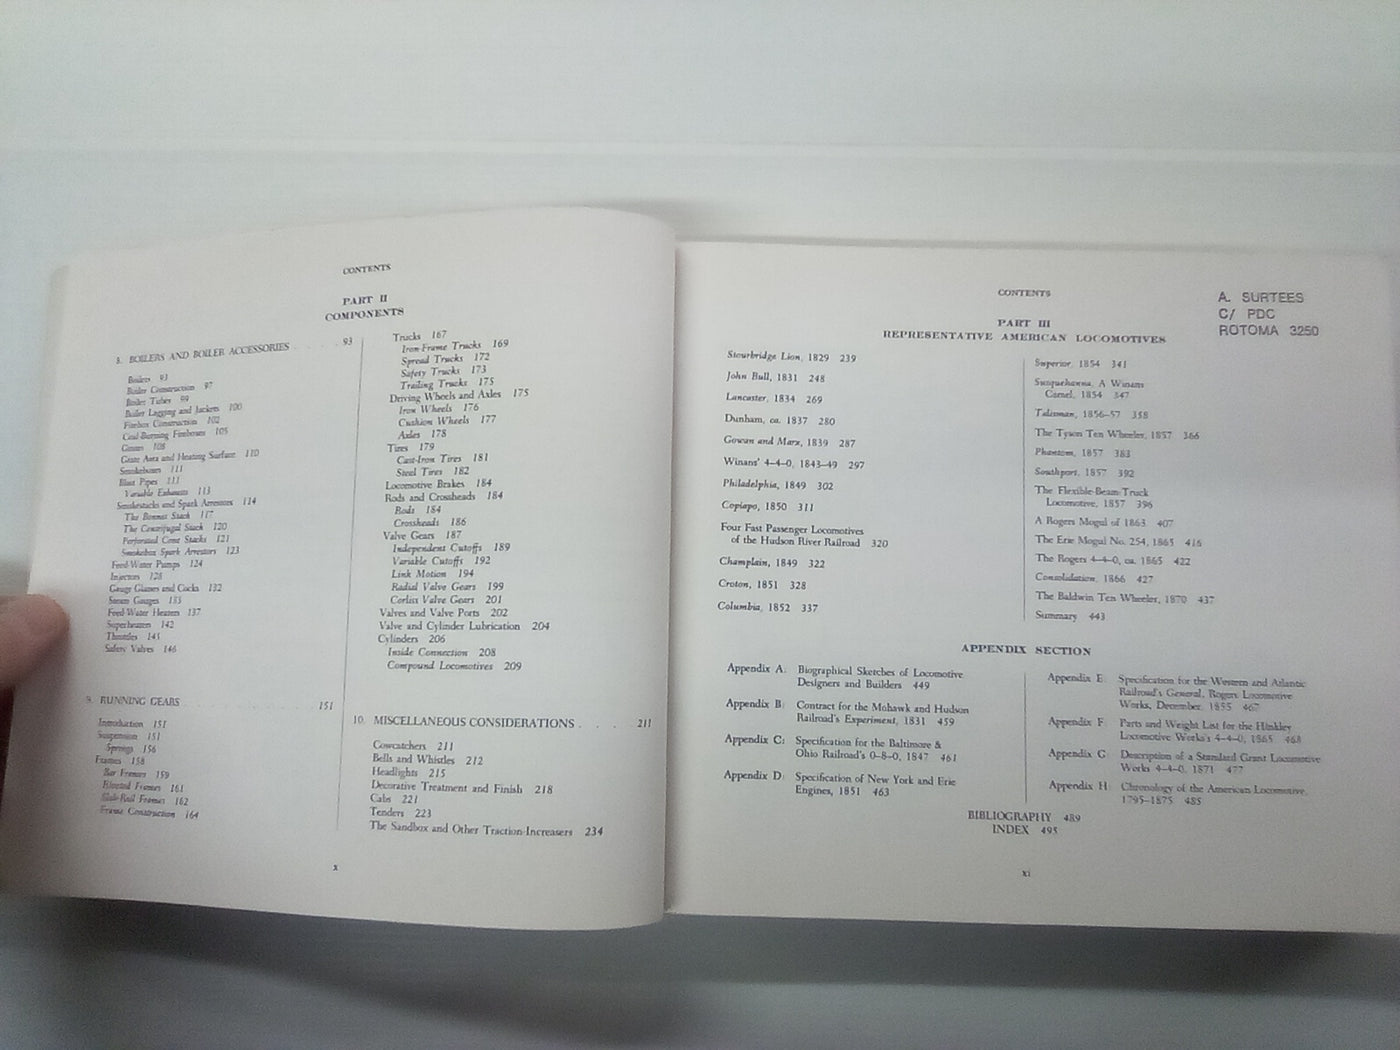 CONTENTS
PART II
COMPONENTS
8. BOILERS AND BOILER ACCESSORIES . . . . . 93
Boilers 93
Boiler Construction 97
Boiler Tubes 99
Boiler Lagging and Jackets 100
Firebox Construction 102
Coal-Burning Fireboxes 105
Grates 108
Grate Area and Heating Surface 110
Smokeboxes 111
Blast Pipes 111
Variable Exhausts 113
Smokestacks and Spark Arrestors 114
The Bonnet Stack 117
The Centrifugal Stack 120
Perforated Cone Stacks 121
Smokebox Spark Arrestors 123
Feed-Water Pumps 124
Injectors 128
Gauge Glasses and Cocks 132
Steam Gauges 133
Feed-Water Heaters 137
Superheaters 142
Throttles 145
Safety Valves 146
9. RUNNING GEARS . . . . . 151
Introduction 151
Suspension 151
Springs 156
Frames 158
Bar Frames 159
Riveted Frames 161
Slab-Rail Frames 162
Frame Construction 164
Trucks 167
Iron-Frame Trucks 169
Spread Trucks 172
Safety Trucks 173
Trailing Trucks 175
Driving Wheels and Axles 175
Iron Wheels 176
Cushion Wheels 177
Axles 178
Tires 179
Cast-Iron Tires 181
Steel Tires 182
Locomotive Brakes 184
Rods and Crossheads 184
Rods 184
Crossheads 186
Valve Gears 187
Independent Cutoffs 189
Variable Cutoffs 192
Link Motion 194
Radial Valve Gears 199
Corliss Valve Gears 201
Valves and Valve Ports 202
Valve and Cylinder Lubrication 204
Cylinders 206
Inside Connection 208
Compound Locomotives 209
10. MISCELLANEOUS CONSIDERATIONS . . . . 211
Cowcatchers 211
Bells and Whistles 212
Headlights 215
Decorative Treatment and Finish 218
Cabs 221
Tenders 223
The Sandbox and Other Traction-Increasers 234
x
CONTENTS
A. SURTEES
C/ PDC
ROTOMA 3250
PART III
REPRESENTATIVE AMERICAN LOCOMOTIVES
Stourbridge Lion, 1829 239
John Bull, 1831 248
Lancaster, 1834 269
Dunham, ca. 1837 280
Gowan and Marx, 1839 287
Winans' 4-4-0, 1843-49 297
Philadelphia, 1849 302
Copiapo, 1850 311
Four Fast Passenger Locomotives
of the Hudson River Railroad 320
Champlain, 1849 322
Croton, 1851 328
Columbia, 1852 337
Superior, 1854 341
Susquehanna, A Winans
Camel, 1854 347
Talisman, 1856-57 358
The Tyson Ten Wheeler, 1857 366
Phantom, 1857 383
Southport, 1857 392
The Flexible-Beam-Truck
Locomotive, 1857 396
A Rogers Mogul of 1863 407
The Erie Mogul No. 254, 1865 416
The Rogers 4-4-0, ca. 1865 422
Consolidation, 1866 427
The Baldwin Ten Wheeler, 1870 437
Summary 443
APPENDIX SECTION
Appendix A: Biographical Sketches of Locomotive
Designers and Builders 449
Appendix B: Contract for the Mohawk and Hudson
Railroad's Experiment, 1831 459
Appendix C: Specification for the Baltimore &
Ohio Railroad's 0-8-0, 1847 461
Appendix D: Specification of New York and Erie
Engines, 1851 463
Appendix E: Specification for the Western and Atlantic
Railroad's General, Rogers Locomotive
Works, December, 1855 467
Appendix F: Parts and Weight List for the Hinkley
Locomotive Works's 4-4-0, 1865 468
Appendix G: Description of a Standard Grant Locomotive
Works 4-4-0, 1871 477
Appendix H: Chronology of the American Locomotive,
1795-1875 485
BIBLIOGRAPHY 489
INDEX 495
xi